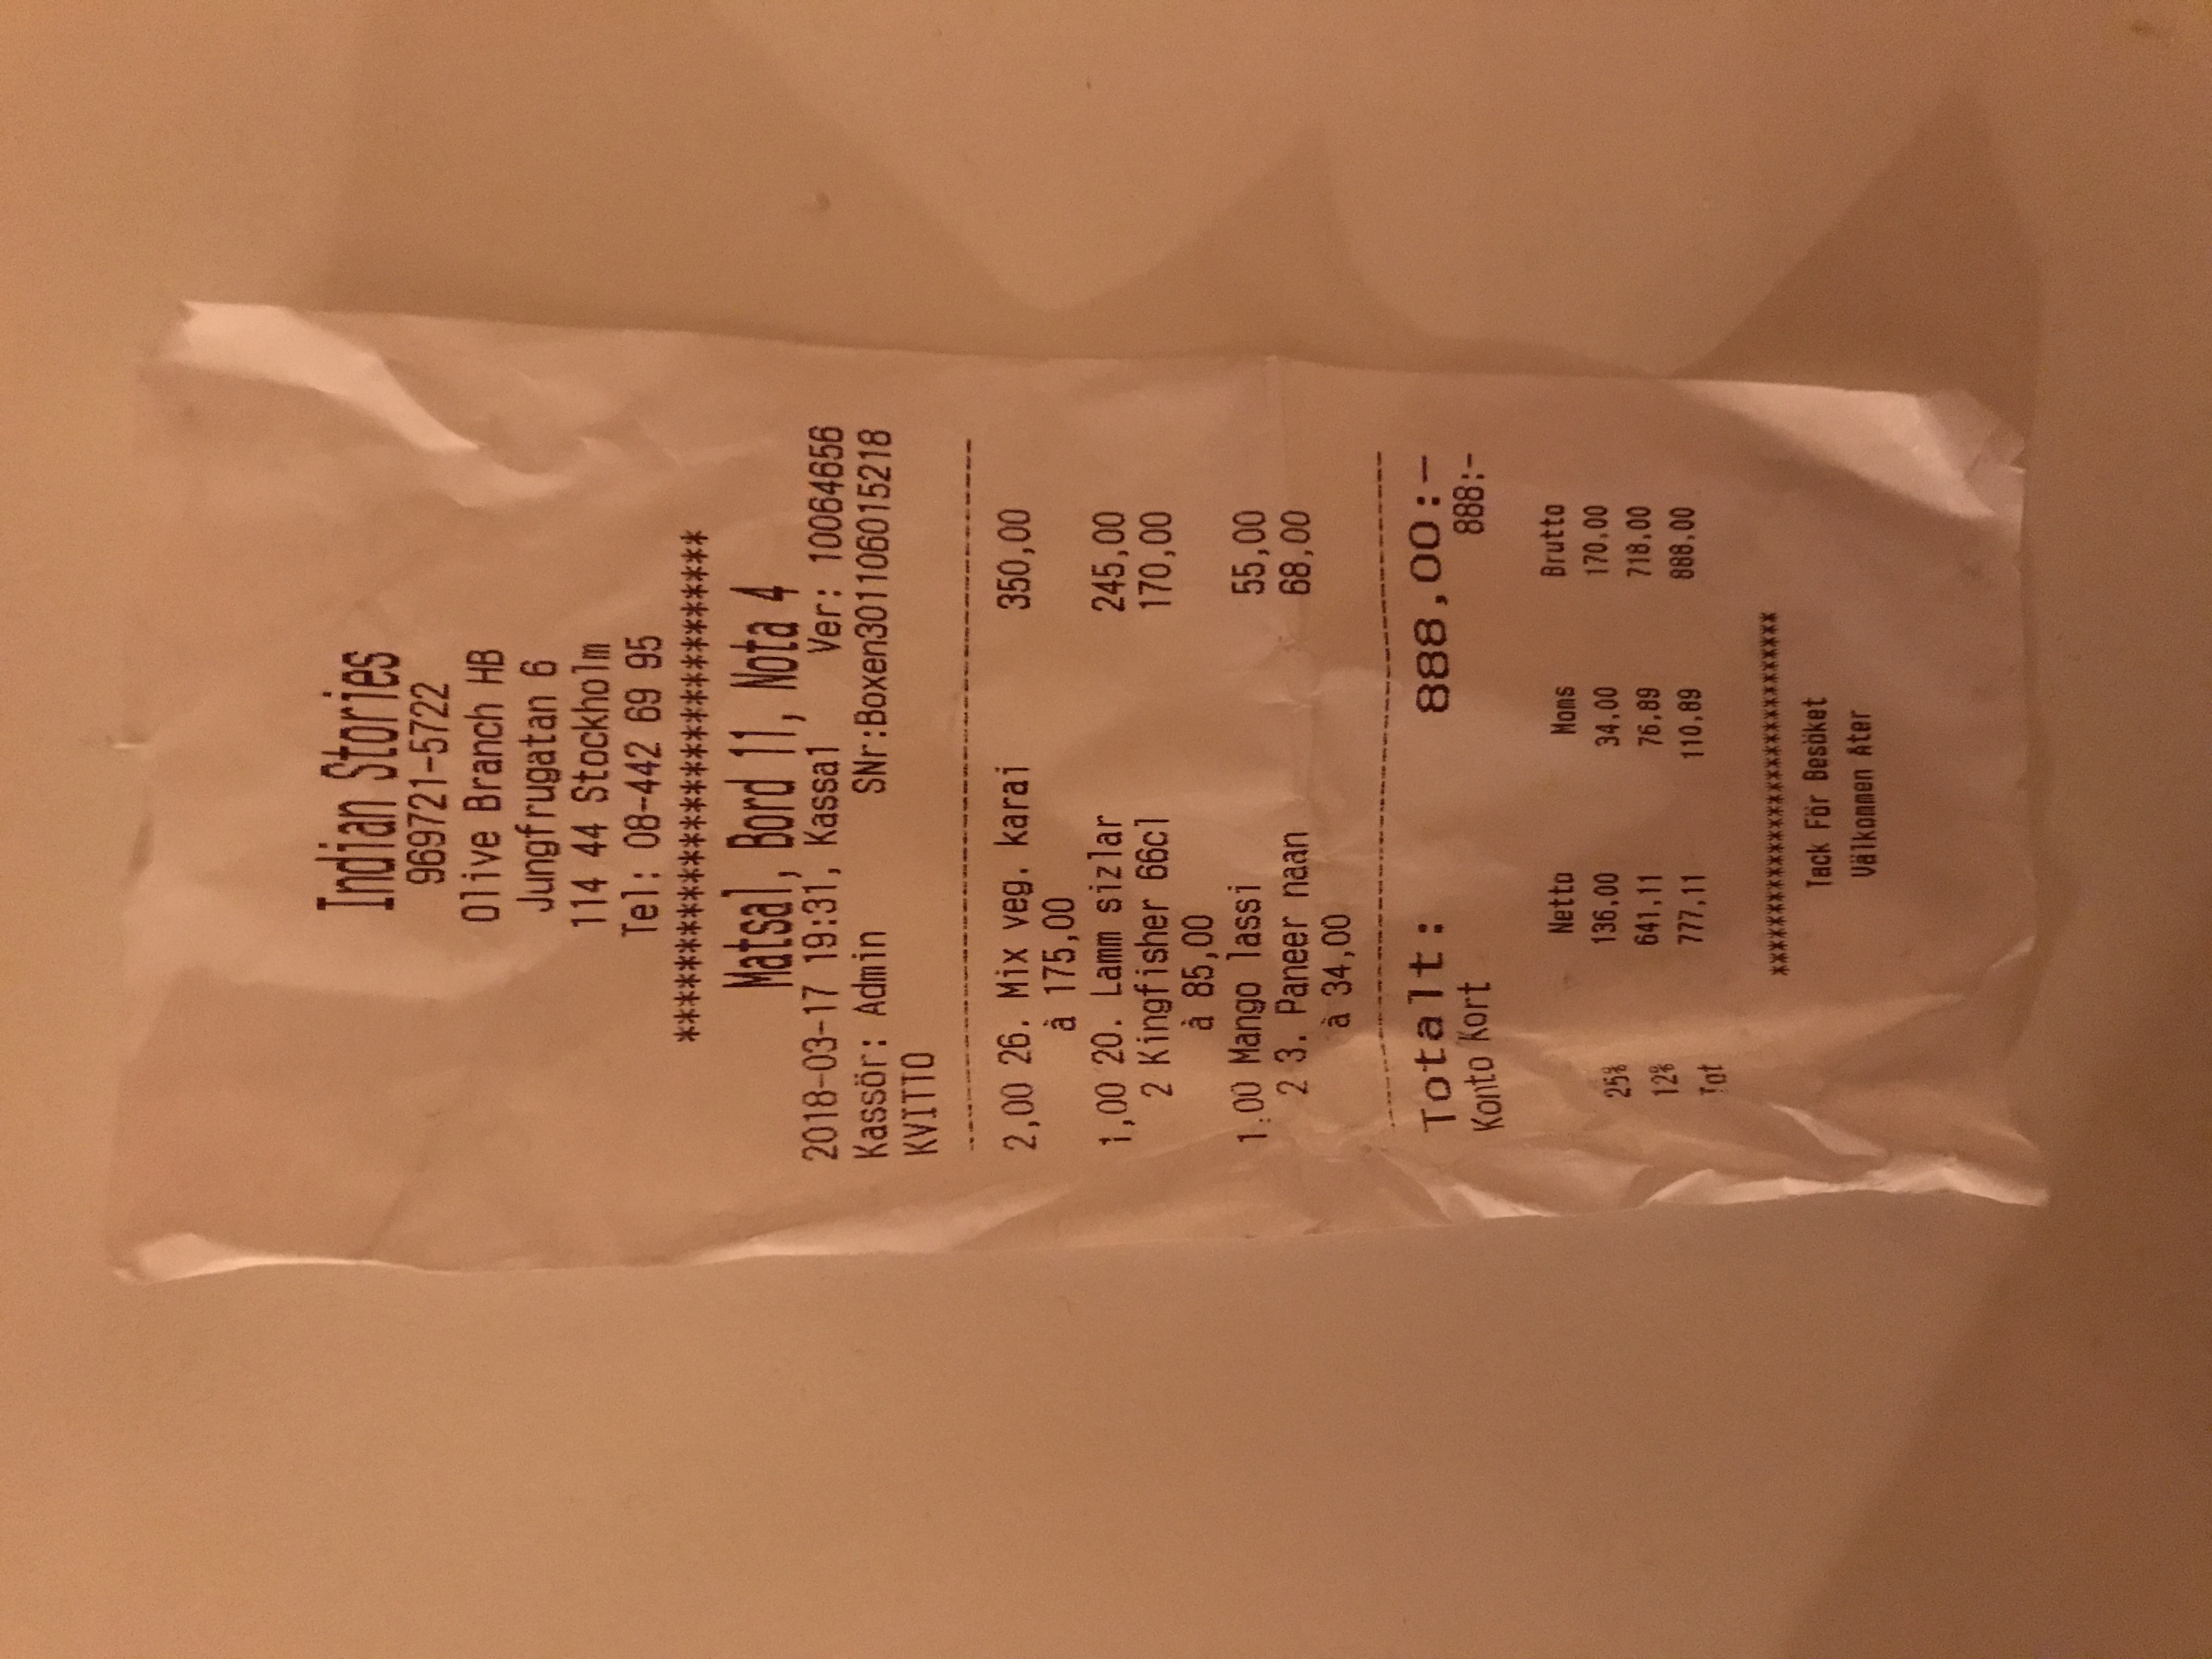 Indian Stories
969721-5722
Olive Branch HB
Jungfrugatan 6
114 44 Stockholm
Tel: 08-442 69 95
*****************************
Matsal, Bord 11, Nota 4
2018-03-17 19:31, Kassa1 Ver: 10064656
Kassör: Admin SNr:Boxen301106015218
KVITTO
2,00 26. Mix veg. karai 350,00
à 175,00
1,00 20. Lamm sizlar 245,00
2 Kingfisher 66cl 170,00
à 85,00
1,00 Mango lassi 55,00
2 3. Paneer naan 68,00
à 34,00
Totalt: 888,00:-
Konto Kort 888:-
Netto Moms Brutto
25% 136,00 34,00 170,00
12% 641,11 76,89 718,00
Tot 777,11 110,89 888,00
******************************
Tack För Besöket
Välkommen Ater